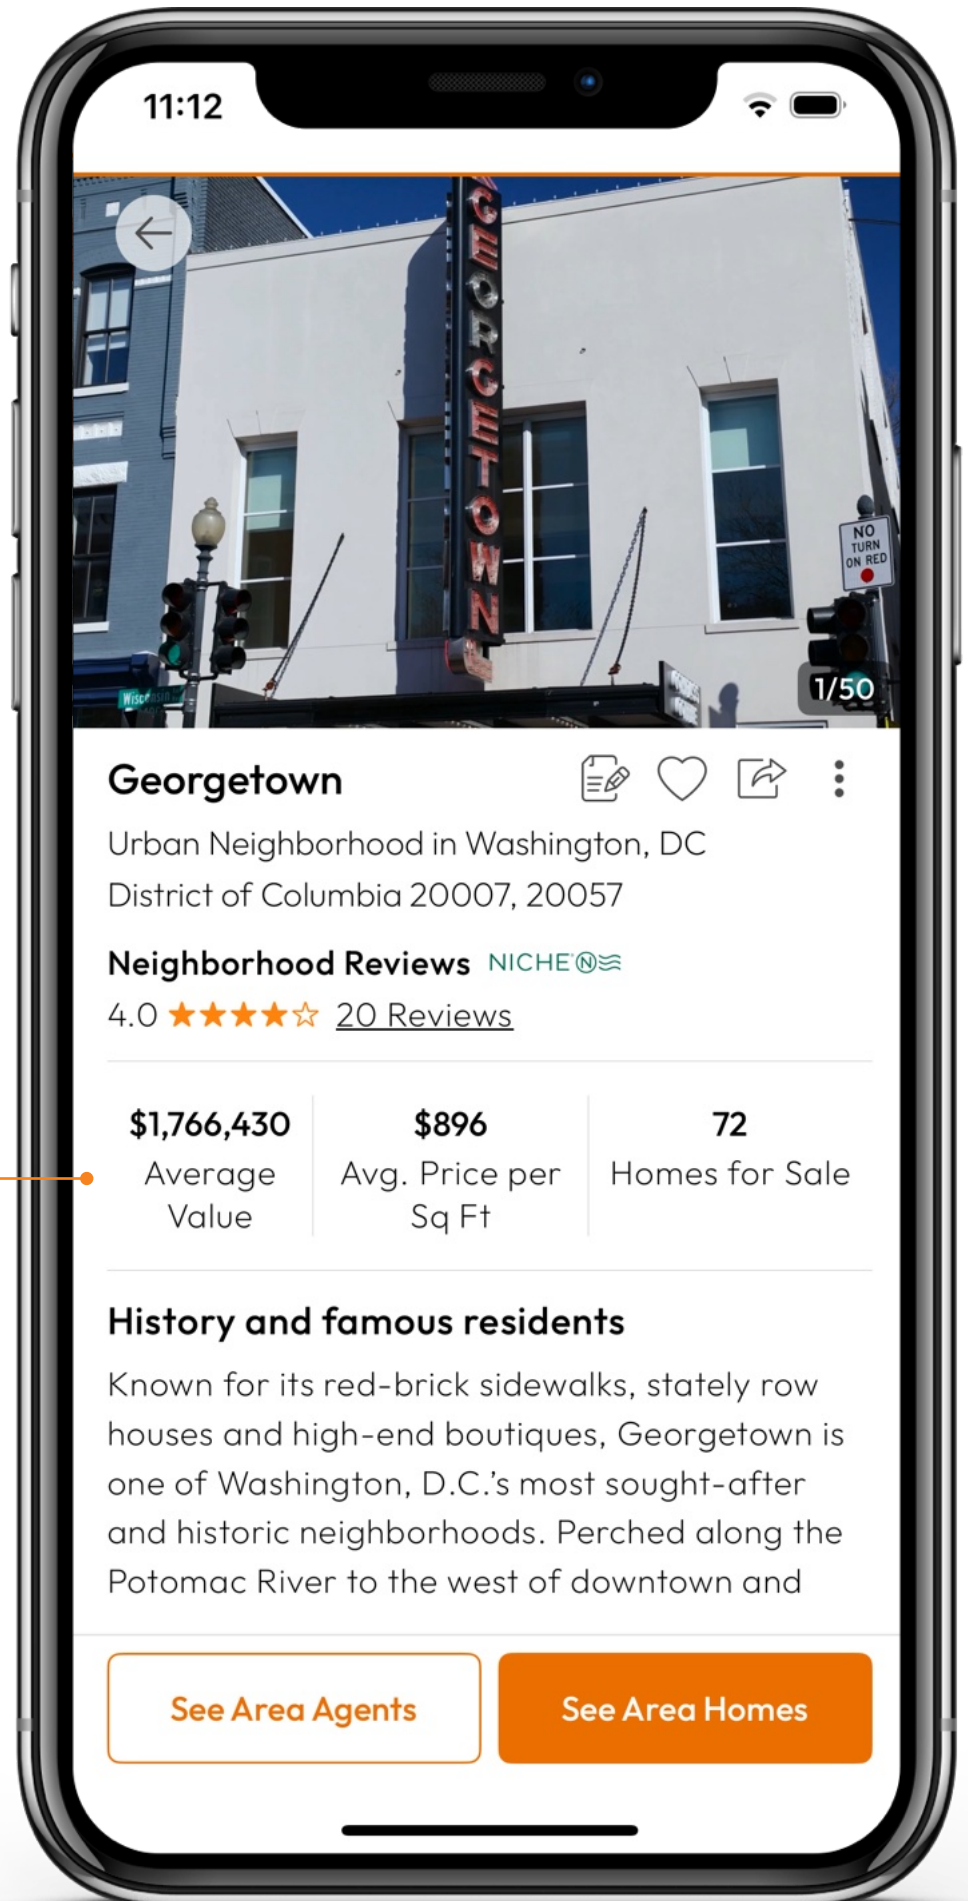 11:12
GEORGETOWN
NO
TURN
ON RED
Wisconsin
1/50
Georgetown
Urban Neighborhood in Washington, DC
District of Columbia 20007, 20057
Neighborhood Reviews NICHE
4.0 20 Reviews
$1,766,430 $896 72
Average Avg. Price per Homes for Sale
Value Sq Ft
History and famous residents
Known for its red-brick sidewalks, stately row
houses and high-end boutiques, Georgetown is
one of Washington, D.C.’s most sought-after
and historic neighborhoods. Perched along the
Potomac River to the west of downtown and
See Area Agents See Area Homes